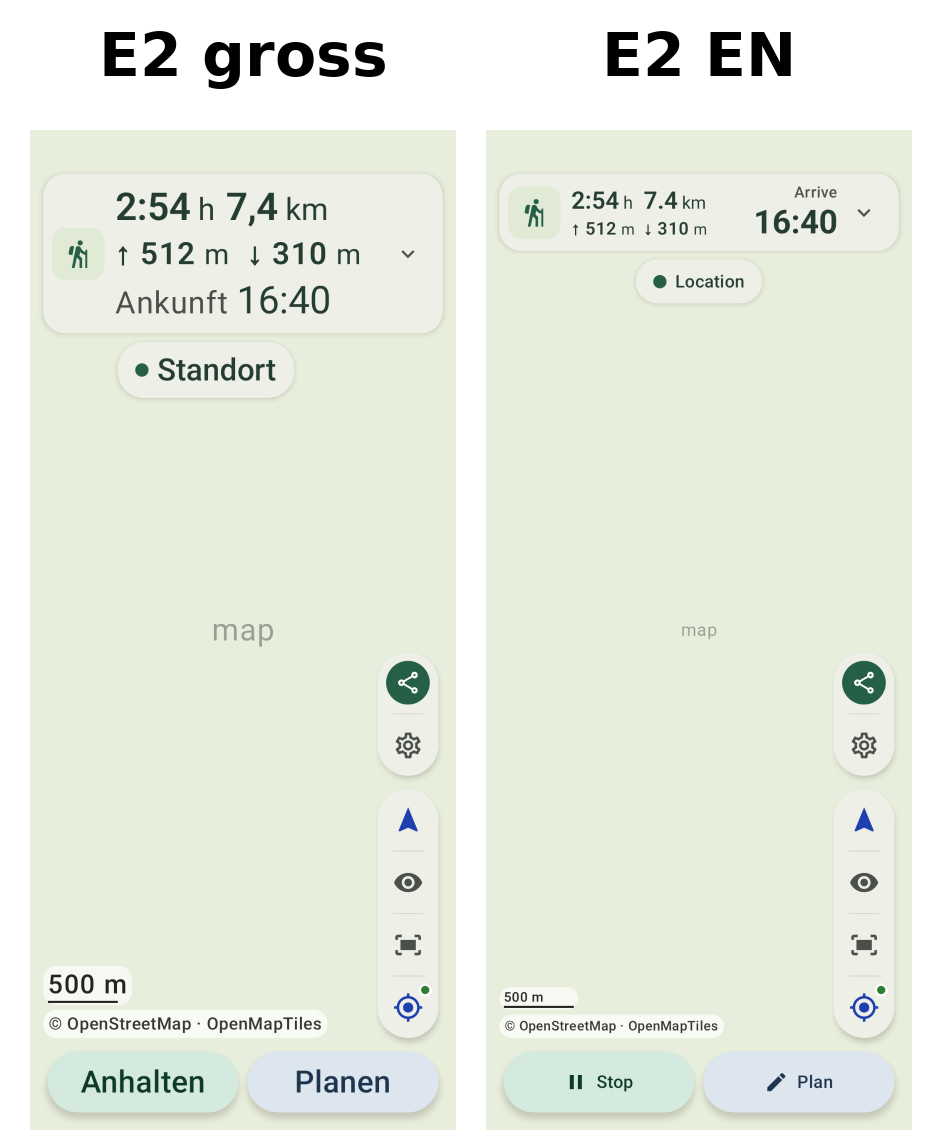 E2 gross
2:54 h 7,4 km
↑ 512 m ↓ 310 m
Ankunft 16:40
Standort
map
500 m
© OpenStreetMap · OpenMapTiles
Anhalten
Planen
E2 EN
2:54 h 7.4 km
↑ 512 m ↓ 310 m
Arrive
16:40
Location
map
500 m
© OpenStreetMap · OpenMapTiles
Stop
Plan